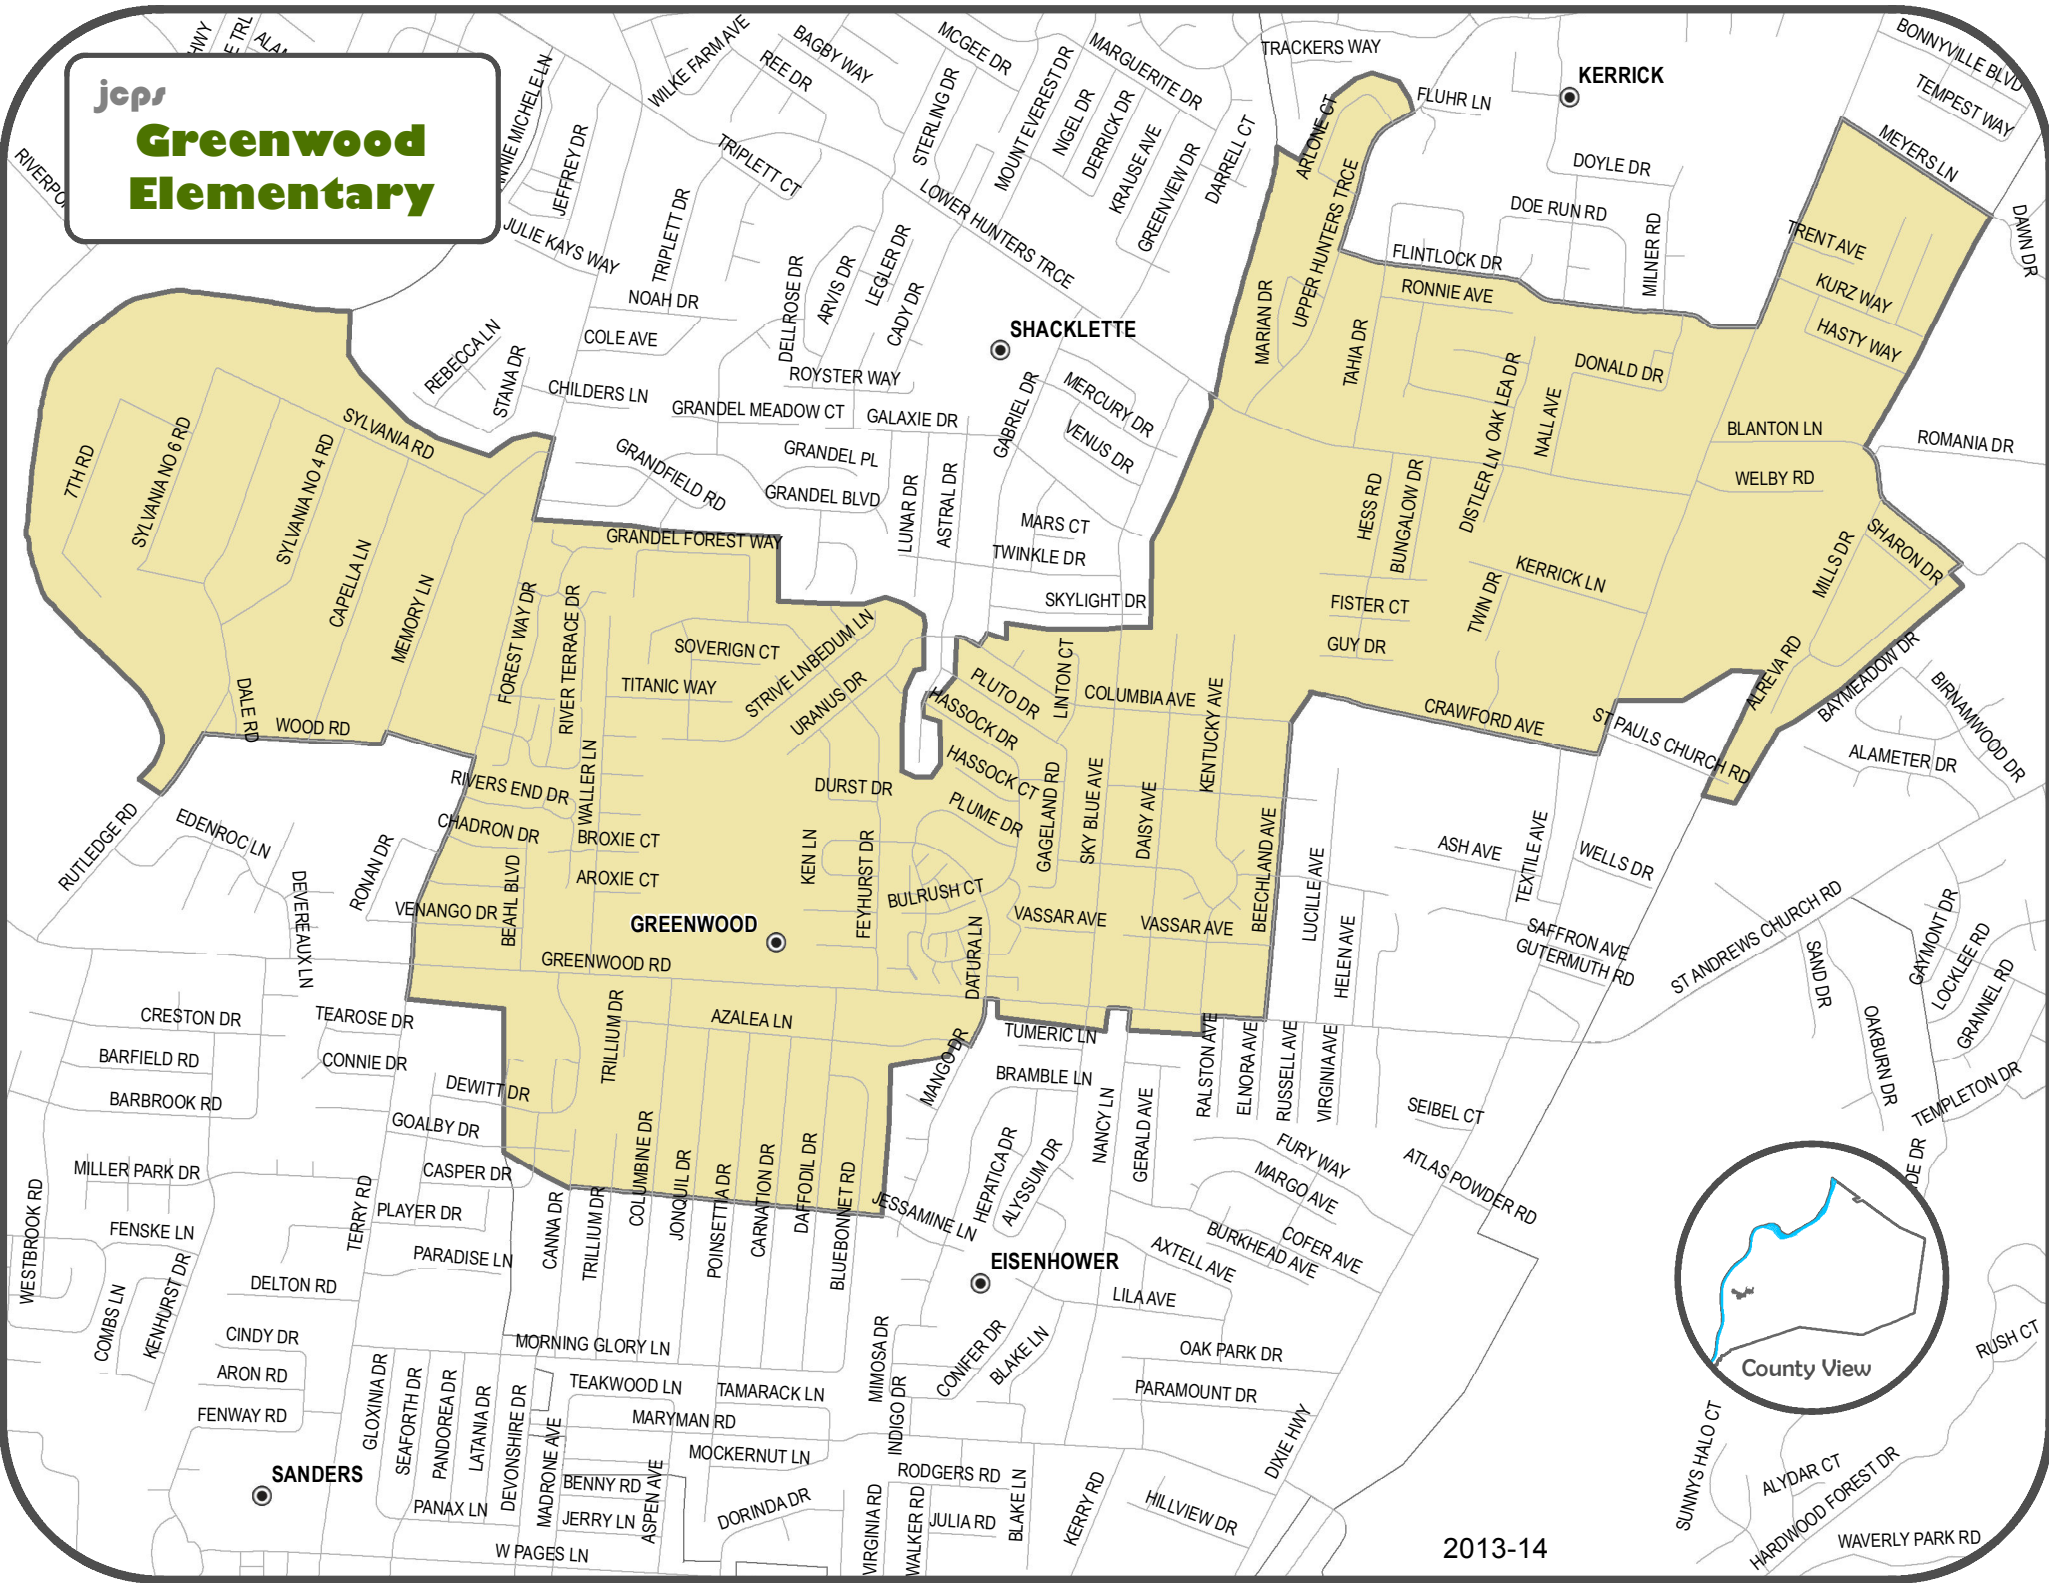 jcps
Greenwood
Elementary
HWY
E TRL
WILKE FARM AVE
BAGBY WAY
REE DR
MCGEE DR
STERLING DR
MOUNT EVEREST DR
MARGUERITE DR
NIGEL DR
DERRICK DR
KRAUSE AVE
GREENVIEW DR
DARRELL CT
TRACKERS WAY
ARLONE CT
FLUHR LN
KERRICK
BONNYVILLE BLVD
TEMPEST WAY
MEYERS LN
DAWN DR
NNIE MICHELE LN
JEFFREY DR
JULIE KAYS WAY
TRIPLETT CT
TRIPLETT DR
LOWER HUNTERS TRCE
UPPER HUNTERS TRCE
DOYLE DR
DOE RUN RD
MILNER RD
FLINTLOCK DR
RONNIE AVE
TRENT AVE
KURZ WAY
HASTY WAY
NOAH DR
COLE AVE
DELLROSE DR
ARVIS DR
LEGLER DR
CADY DR
SHACKLETTE
MARIAN DR
TAHIA DR
REBECCA LN
STANA DR
CHILDERS LN
ROYSTER WAY
GRANDEL MEADOW CT
GALAXIE DR
GABRIEL DR
MERCURY DR
VENUS DR
DISTLER LN
OAK LEA DR
NALL AVE
DONALD DR
BLANTON LN
WELBY RD
ROMANIA DR
7TH RD
SYLVANIA NO 6 RD
SYLVANIA NO 4 RD
SYLVANIA RD
GRANDFIELD RD
GRANDEL PL
GRANDEL BLVD
LUNAR DR
ASTRAL DR
MARS CT
TWINKLE DR
SKYLIGHT DR
HESS RD
BUNGALOW DR
KERRICK LN
TWIN DR
FISTER CT
GUY DR
MILLS DR
SHARON DR
CAPELLA LN
MEMORY LN
GRANDEL FOREST WAY
FOREST WAY DR
RIVER TERRACE DR
SOVERIGN CT
TITANIC WAY
STRIVE LN
BEDUM LN
URANUS DR
PLUTO DR
LINTON CT
COLUMBIA AVE
KENTUCKY AVE
CRAWFORD AVE
ST PAULS CHURCH RD
ALREVA RD
BAYMEADOW DR
BIRNAMWOOD DR
ALAMETER DR
DALE RD
WOOD RD
HASSOCK DR
HASSOCK CT
PLUME DR
GAGELAND RD
SKY BLUE AVE
DAISY AVE
BEECHLAND AVE
RUTLEDGE RD
EDENROC LN
DEVEREAUX LN
RONAN DR
RIVERS END DR
WALLER LN
CHADRON DR
BROXIE CT
AROXIE CT
BEAHL BLVD
VENANGO DR
DURST DR
KEN LN
FEYHURST DR
BULRUSH CT
DATURA LN
VASSAR AVE
VASSAR AVE
GREENWOOD
GREENWOOD RD
LUCILLE AVE
HELEN AVE
ASH AVE
TEXTILE AVE
WELLS DR
SAFFRON AVE
GUTERMUTH RD
ST ANDREWS CHURCH RD
SAND DR
GAYMONT DR
LOCKLEE RD
GRANNEL RD
OAKBURN DR
TEMPLETON DR
DE DR
CRESTON DR
BARFIELD RD
BARBROOK RD
TEAROSE DR
CONNIE DR
DEWITT DR
GOALBY DR
CASPER DR
PLAYER DR
PARADISE LN
TRILLIUM DR
AZALEA LN
MANGO DR
TUMERIC LN
BRAMBLE LN
NANCY LN
GERALD AVE
RALSTON AVE
ELNORA AVE
RUSSELL AVE
VIRGINIA AVE
SEIBEL CT
ATLAS POWDER RD
MILLER PARK DR
FENSKE LN
WESTBROOK RD
COMBS LN
KENHURST DR
DELTON RD
TERRY RD
CANNA DR
TRILLIUM DR
COLUMBINE DR
JONQUIL DR
POINSETTIA DR
CARNATION DR
DAFFODIL DR
BLUEBONNET RD
JESSAMINE LN
HEPATICA DR
ALYSSUM DR
FURY WAY
MARGO AVE
COFER AVE
BURKHEAD AVE
AXTELL AVE
EISENHOWER
LILA AVE
CINDY DR
ARON RD
FENWAY RD
GLOXINIA DR
SEAFORTH DR
PANDOREA DR
LATANIA DR
DEVONSHIRE DR
MADRONE AVE
MORNING GLORY LN
TEAKWOOD LN
TAMARACK LN
MARYMAN RD
MOCKERNUT LN
MIMOSA DR
INDIGO DR
CONIFER DR
BLAKE LN
OAK PARK DR
PARAMOUNT DR
DIXIE HWY
SANDERS
PANAX LN
BENNY RD
JERRY LN
ASPEN AVE
DORINDA DR
W PAGES LN
VIRGINIA RD
WALKER RD
RODGERS RD
JULIA RD
BLAKE LN
KERRY RD
HILLVIEW DR
2013-14
County View
RUSH CT
SUNNYS HALO CT
ALYDAR CT
HARDWOOD FOREST DR
WAVERLY PARK RD